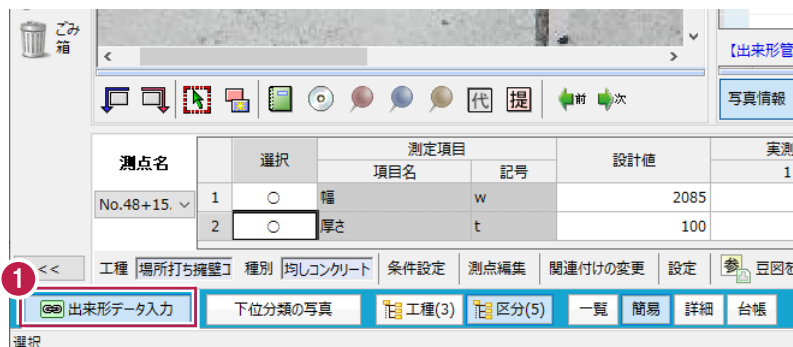 ごみ
箱
【出来形管
代 提 前 次
写真情報
測点名 選択 測定項目 設計値 実測
項目名 記号 1
No.48+15.
1 ○ 幅 w 2085
2 ○ 厚さ t 100
<< 工種 場所打ち擁壁工 種別 均しコンクリート 条件設定 測点編集 関連付けの変更 設定 参 豆図を
1
出来形データ入力 下位分類の写真 工種(3) 区分(5) 一覧 簡易 詳細 台帳
選択